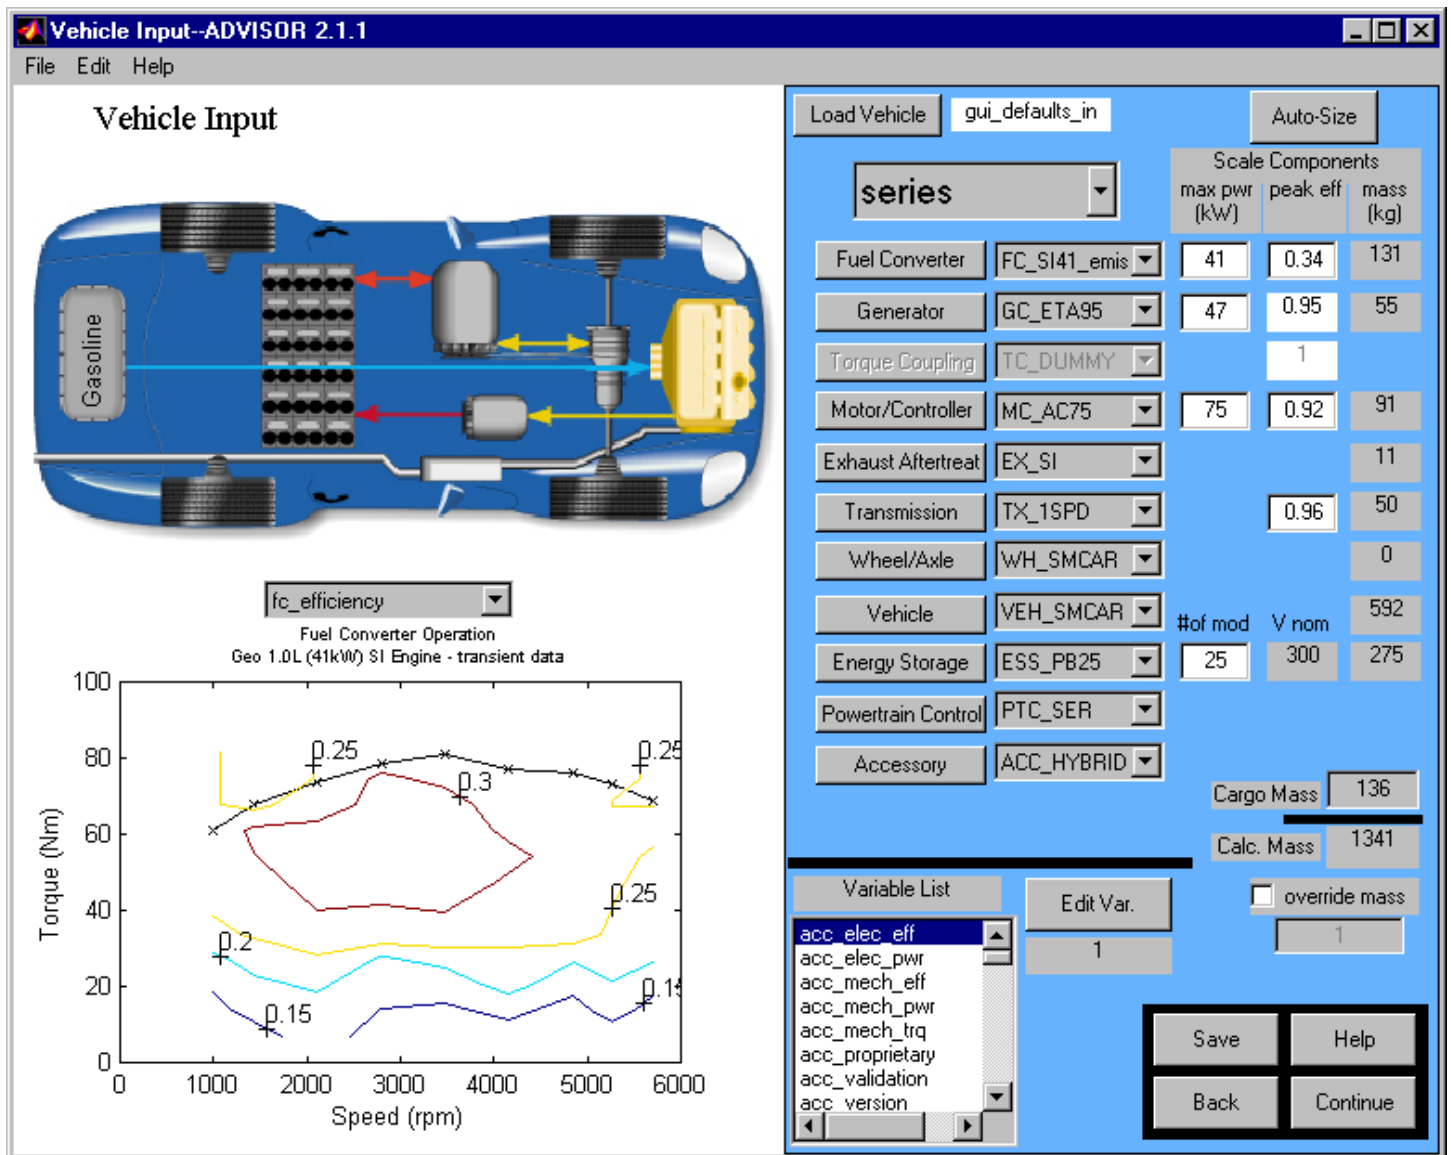 Vehicle Input--ADVISOR 2.1.1
File Edit Help
Vehicle Input
Gasoline
fc_efficiency
Fuel Converter Operation
Geo 1.0L (41kW) SI Engine - transient data
100
80
60
40
20
0
0 1000 2000 3000 4000 5000 6000
Torque (Nm)
Speed (rpm)
0.25
0.25
0.3
0.25
0.2
0.15
0.15
Load Vehicle gui_defaults_in Auto-Size
series
Scale Components
max pwr (kW) peak eff mass (kg)
Fuel Converter FC_SI41_emis 41 0.34 131
Generator GC_ETA95 47 0.95 55
Torque Coupling TC_DUMMY 1
Motor/Controller MC_AC75 75 0.92 91
Exhaust Aftertreat EX_SI 11
Transmission TX_1SPD 0.96 50
Wheel/Axle WH_SMCAR 0
Vehicle VEH_SMCAR #of mod V nom 592
Energy Storage ESS_PB25 25 300 275
Powertrain Control PTC_SER
Accessory ACC_HYBRID
Cargo Mass 136
Calc. Mass 1341
override mass
1
Variable List
Edit Var.
1
acc_elec_eff
acc_elec_pwr
acc_mech_eff
acc_mech_pwr
acc_mech_trq
acc_proprietary
acc_validation
acc_version
Save Help
Back Continue